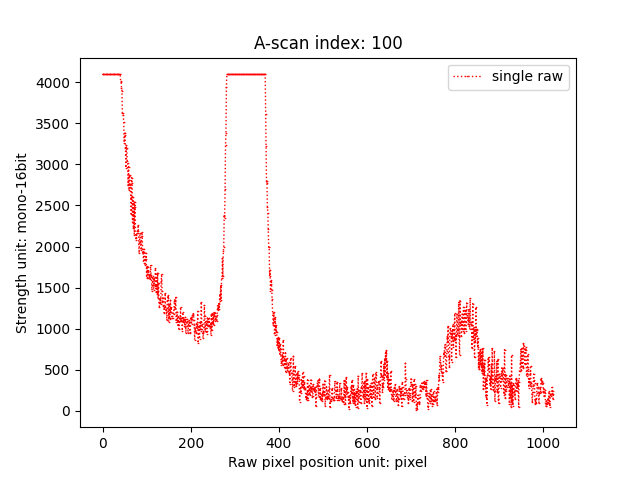 A-scan index: 100
single raw
4000
3500
3000
2500
2000
1500
1000
500
0
Strength unit: mono-16bit
0 200 400 600 800 1000
Raw pixel position unit: pixel